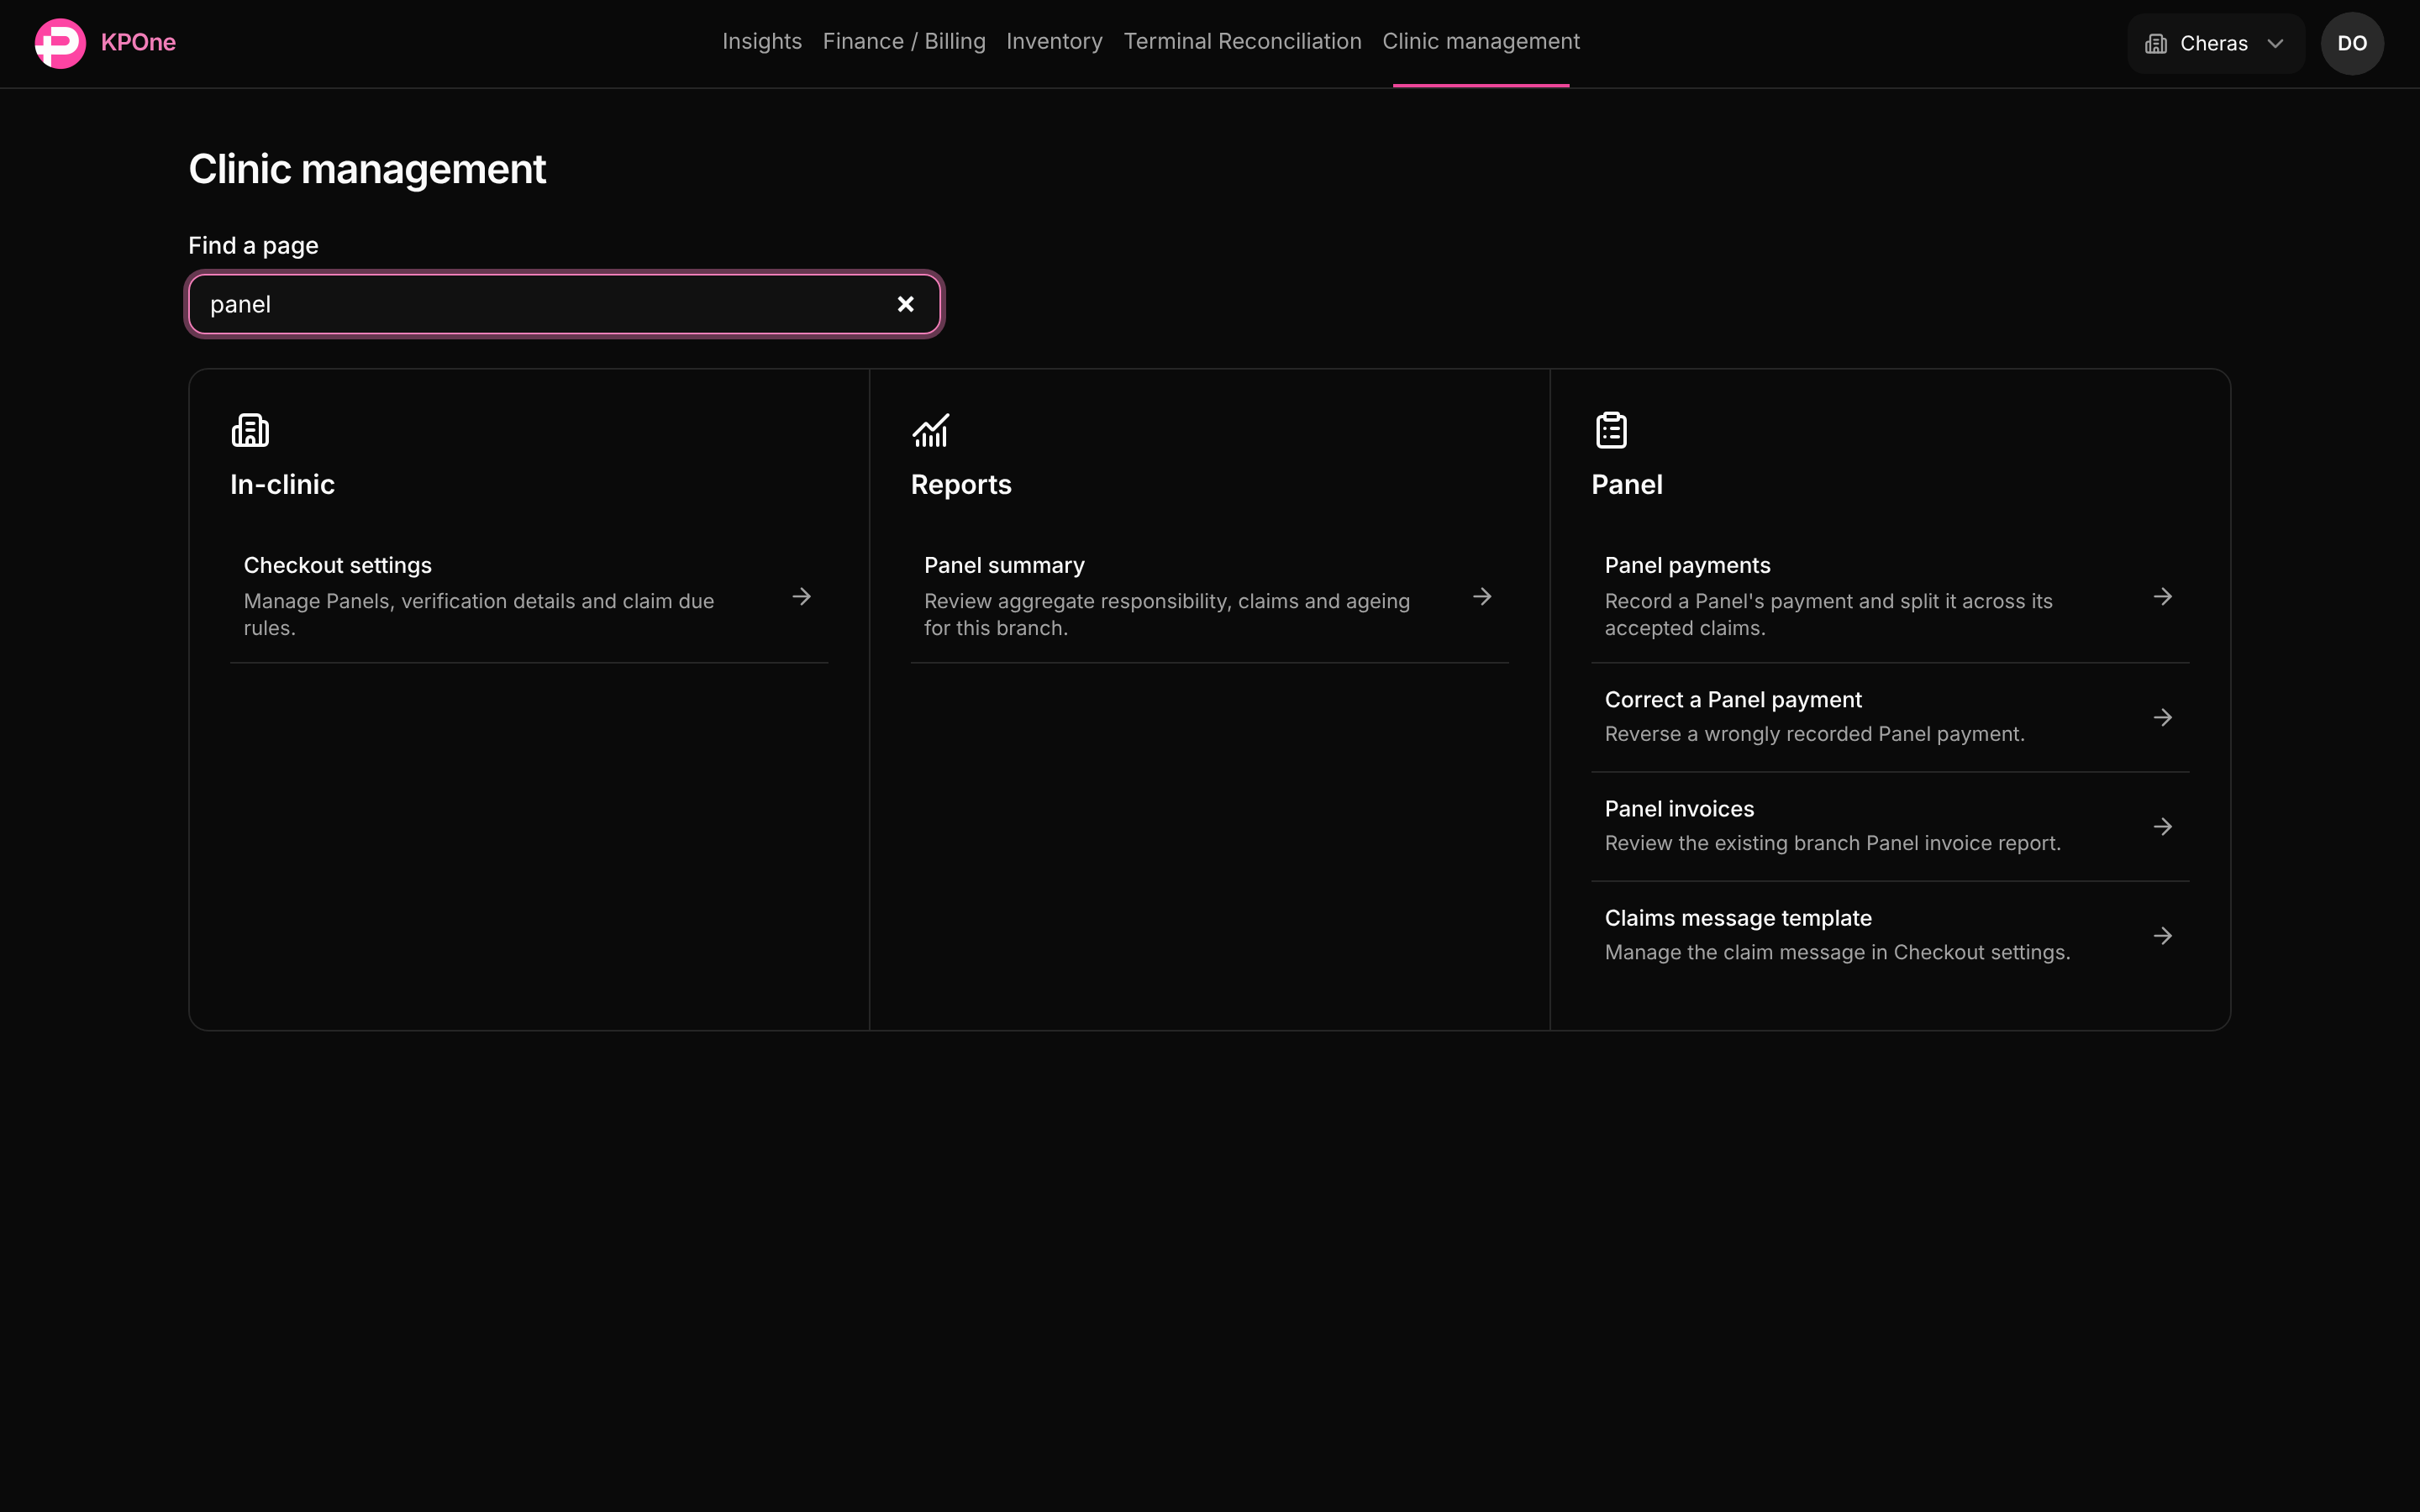 KPOne
Insights
Finance / Billing
Inventory
Terminal Reconciliation
Clinic management
Cheras
DO
Clinic management
Find a page
panel
In-clinic
Checkout settings
Manage Panels, verification details and claim due
rules.
Reports
Panel summary
Review aggregate responsibility, claims and ageing
for this branch.
Panel
Panel payments
Record a Panel's payment and split it across its
accepted claims.
Correct a Panel payment
Reverse a wrongly recorded Panel payment.
Panel invoices
Review the existing branch Panel invoice report.
Claims message template
Manage the claim message in Checkout settings.